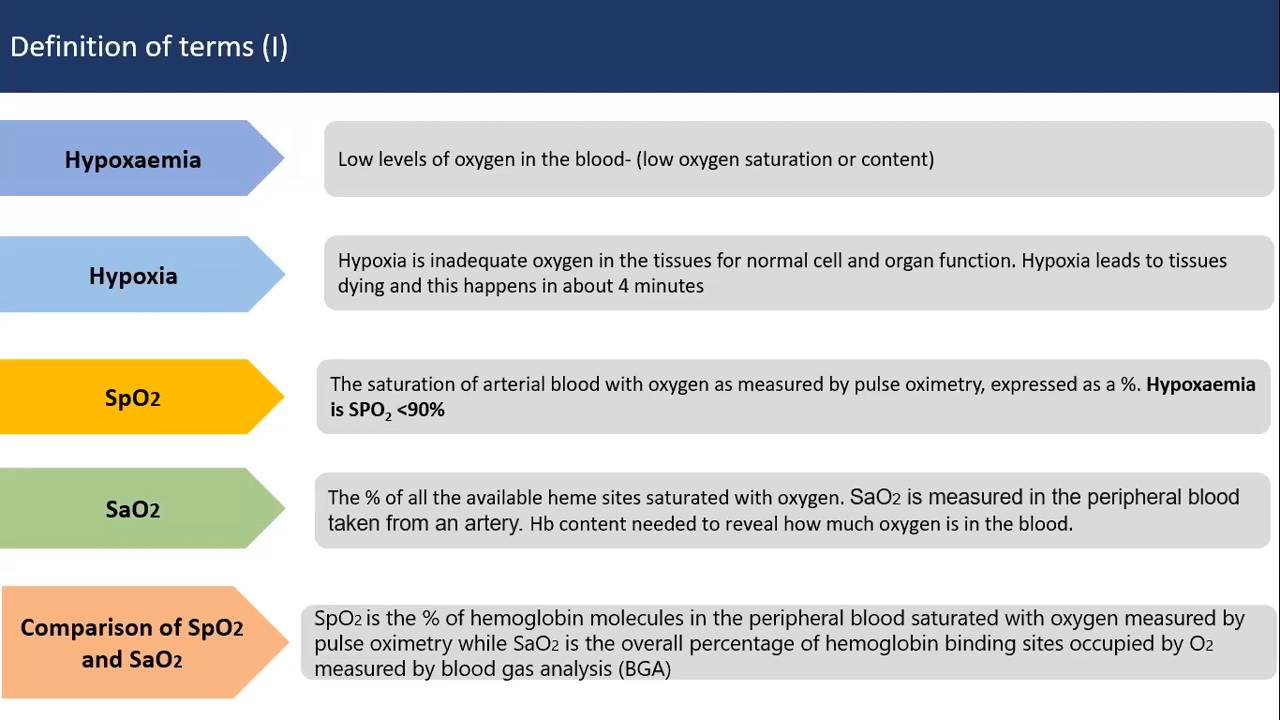 Definition of terms (I)
Hypoxaemia
Low levels of oxygen in the blood- (low oxygen saturation or content)
Hypoxia
Hypoxia is inadequate oxygen in the tissues for normal cell and organ function. Hypoxia leads to tissues
dying and this happens in about 4 minutes
SpO2
The saturation of arterial blood with oxygen as measured by pulse oximetry, expressed as a %. Hypoxaemia
is SPO₂ <90%
SaO2
The % of all the available heme sites saturated with oxygen. SaO2 is measured in the peripheral blood
taken from an artery. Hb content needed to reveal how much oxygen is in the blood.
Comparison of SpO2
and SaO2
SpO2 is the % of hemoglobin molecules in the peripheral blood saturated with oxygen measured by
pulse oximetry while SaO2 is the overall percentage of hemoglobin binding sites occupied by O2
measured by blood gas analysis (BGA)